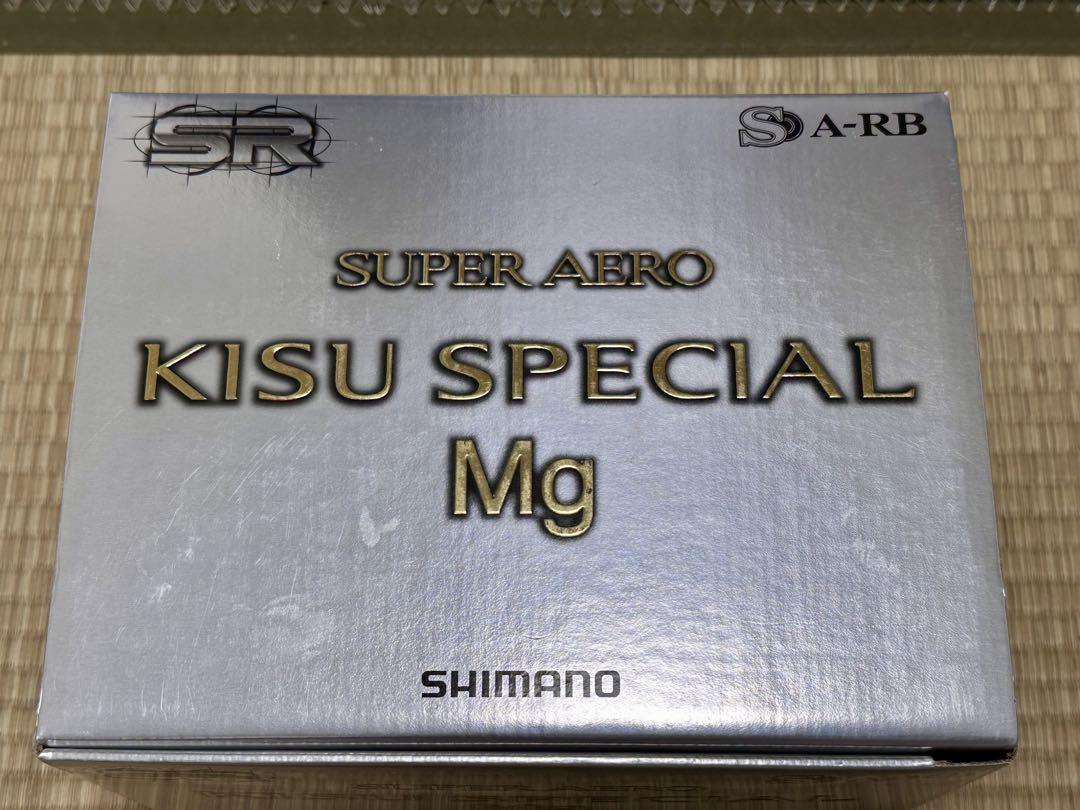 SR
S A-RB
SUPER AERO
KISU SPECIAL
Mg
SHIMANO